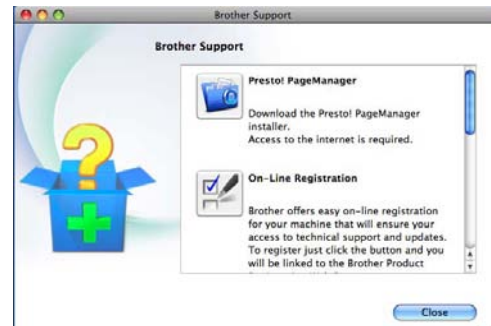 Brother Support
Brother Support
Presto! PageManager
Download the Presto! PageManager
installer.
Access to the internet is required.
On-Line Registration
Brother offers easy on-line registration
for your machine that will ensure your
access to technical support and updates.
To register just click the button and you
will be linked to the Brother Product
Close